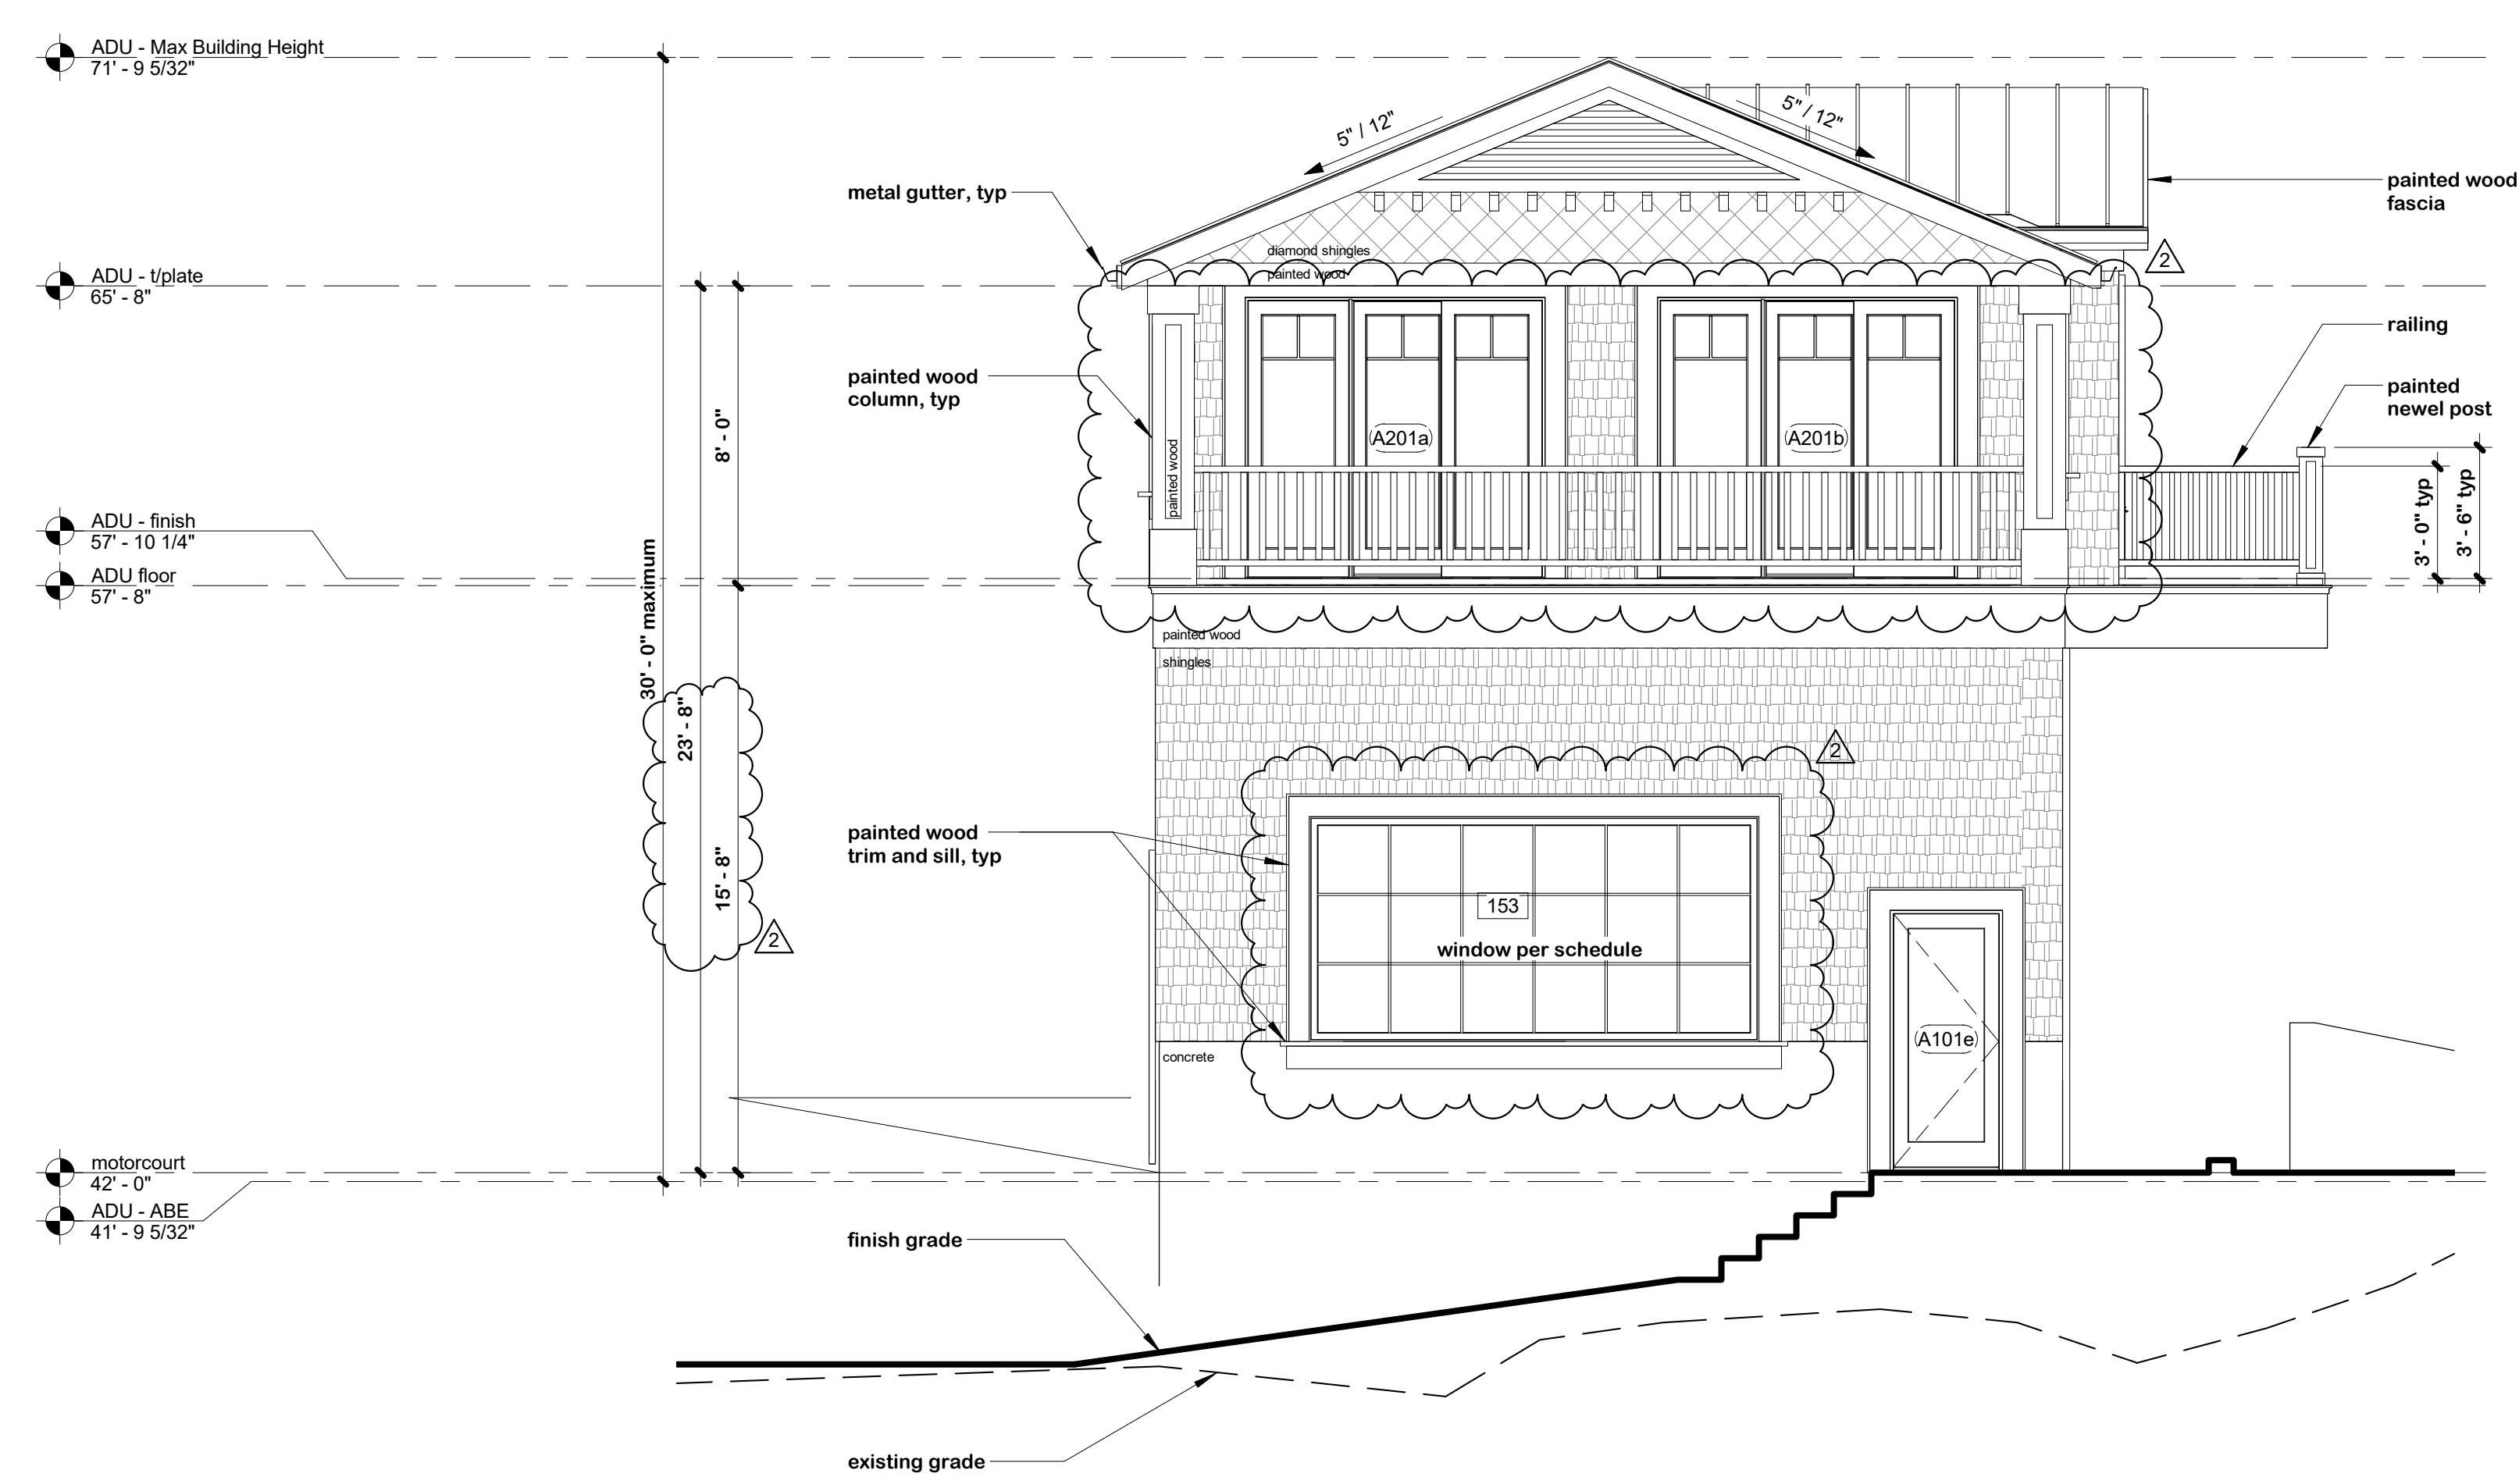 ADU - Max Building Height
71' - 9 5/32"
5" / 12"
5" / 12"
metal gutter, typ
painted wood
fascia
diamond shingles
painted wood
2
ADU - t/plate
65' - 8"
railing
painted wood
column, typ
painted
newel post
8' - 0"
A201a
A201b
painted wood
3' - 0" typ
3' - 6" typ
ADU - finish
57' - 10 1/4"
ADU floor
57' - 8"
30' - 0" maximum
painted wood
shingles
23' - 8"
2
painted wood
trim and sill, typ
15' - 8"
153
window per schedule
2
A101e
concrete
motorcourt
42' - 0"
ADU - ABE
41' - 9 5/32"
finish grade
existing grade